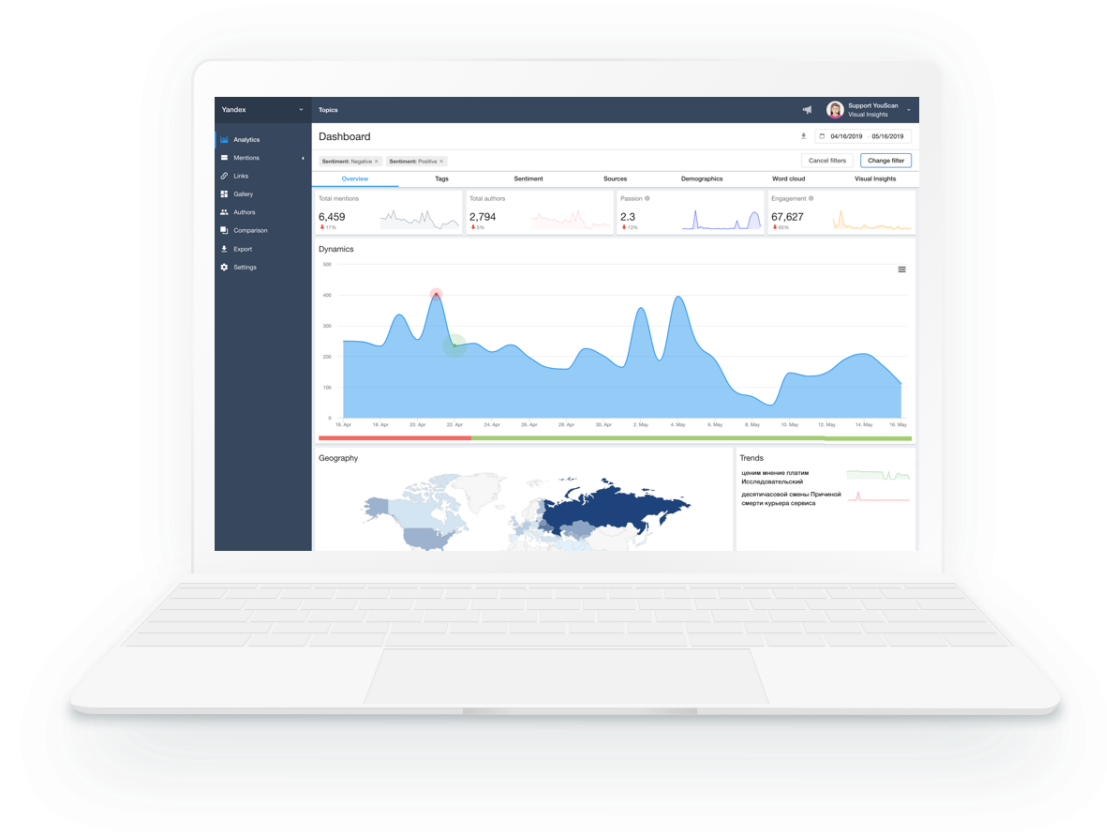 Yandex
Topics
Support YouScan
Visual Insights
Analytics
Mentions
Links
Gallery
Authors
Comparison
Export
Settings
Dashboard
04/16/2019 - 05/16/2019
Sentiment: Negative ×
Sentiment: Positive ×
Cancel filters
Change filter
Overview
Tags
Sentiment
Sources
Demographics
Word cloud
Visual Insights
Total mentions
6,459
17%
Total authors
2,794
5%
Passion
2.3
Engagement
67,627
Dynamics
500
400
300
200
100
0
16. Apr
18. Apr
20. Apr
22. Apr
24. Apr
26. Apr
28. Apr
30. Apr
2. May
4. May
6. May
8. May
10. May
12. May
14. May
16. May
Geography
Trends
ценим мнение платим
Исследовательский
десятичасовой смены Причиной
смерти курьера сервиса